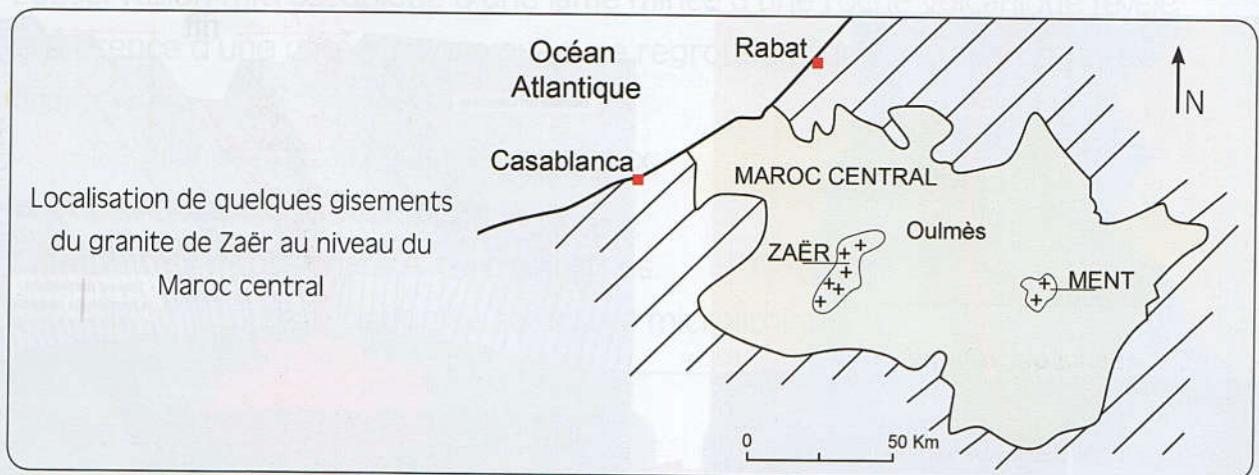 Océan
Atlantique
Rabat
N
Casablanca
MAROC CENTRAL
Localisation de quelques gisements
du granite de Zaër au niveau du
Maroc central
Oulmès
ZAËR
MENT
0 50 Km